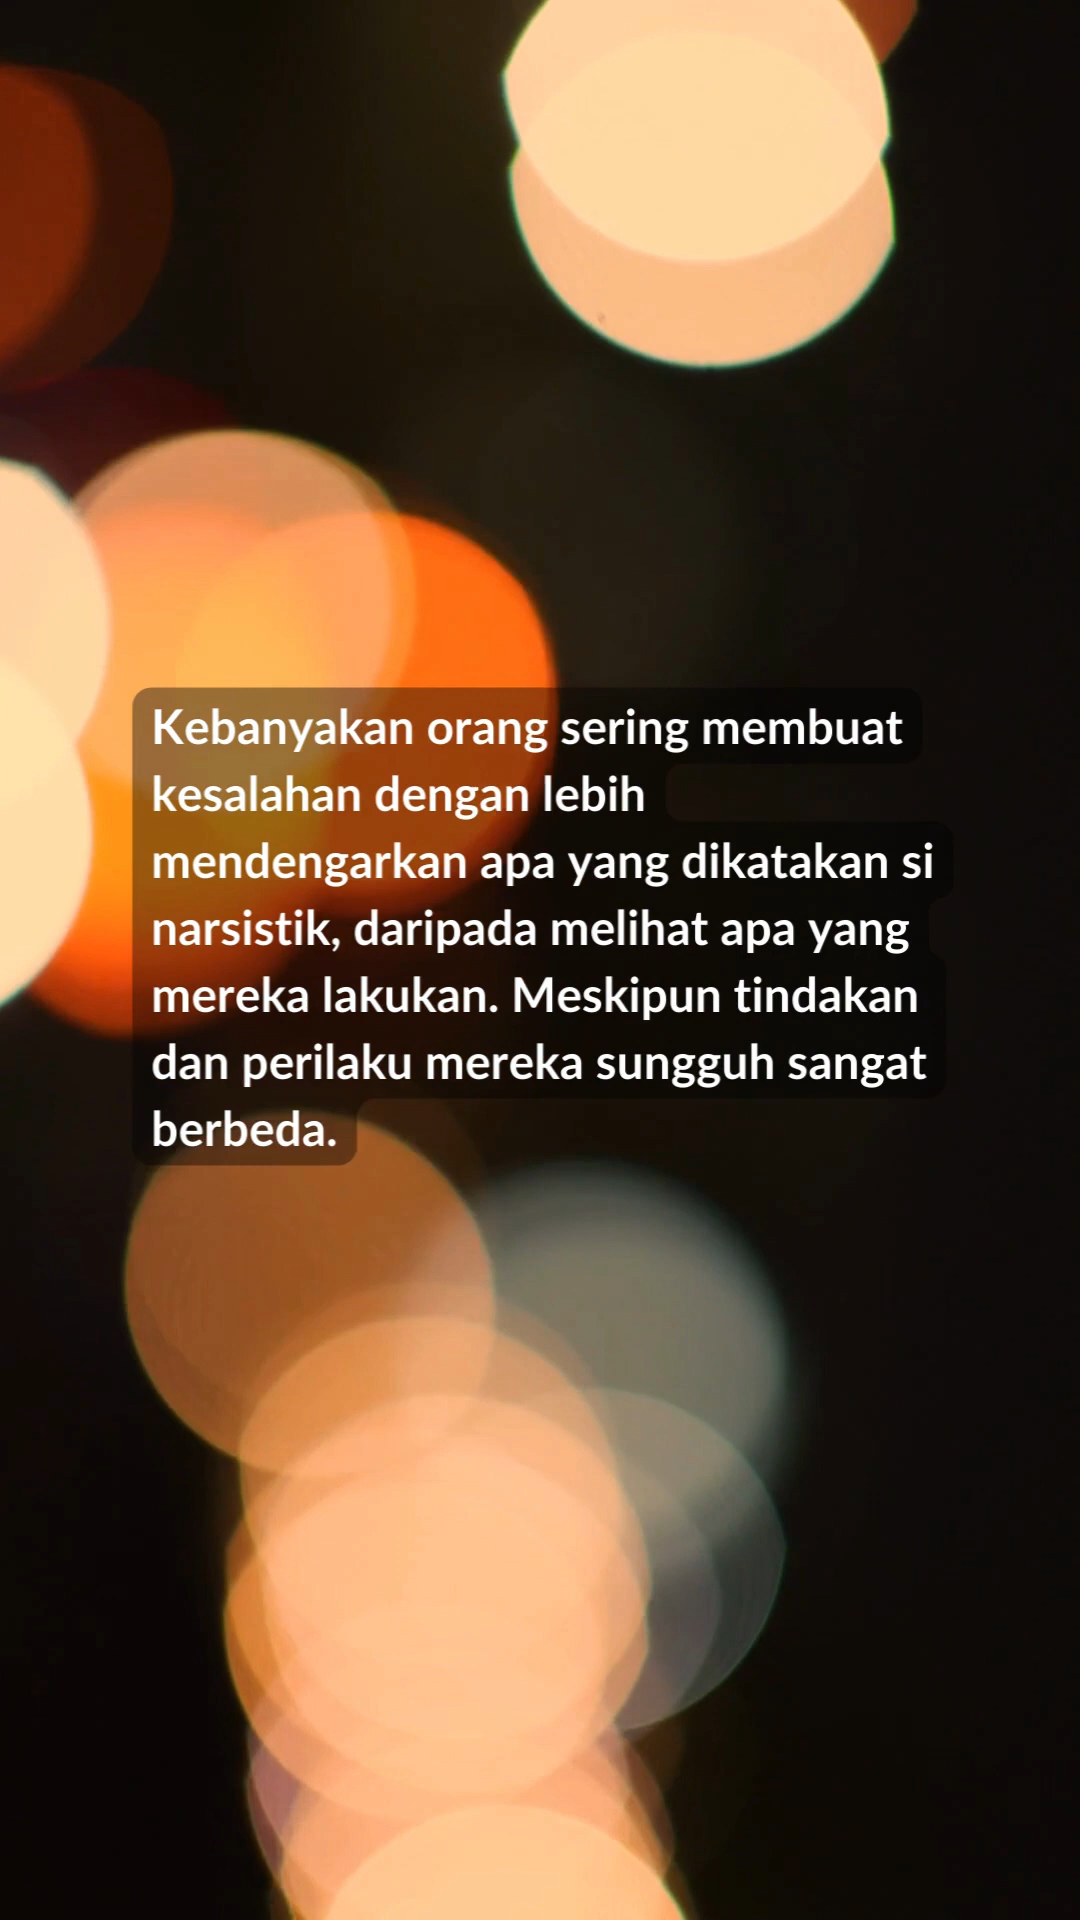 Kebanyakan orang sering membuat
kesalahan dengan lebih
mendengarkan apa yang dikatakan si
narsistik, daripada melihat apa yang
mereka lakukan. Meskipun tindakan
dan perilaku mereka sungguh sangat
berbeda.